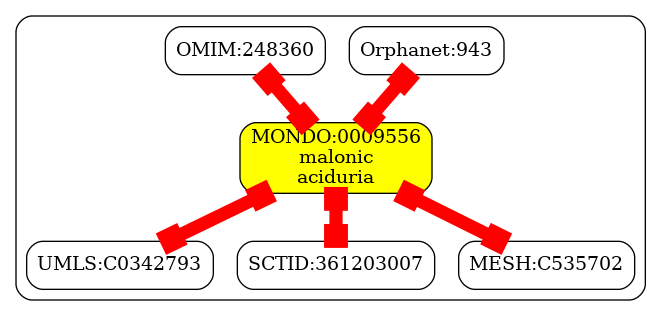 OMIM:248360
Orphanet:943
MONDO:0009556
malonic
aciduria
UMLS:C0342793
SCTID:361203007
MESH:C535702